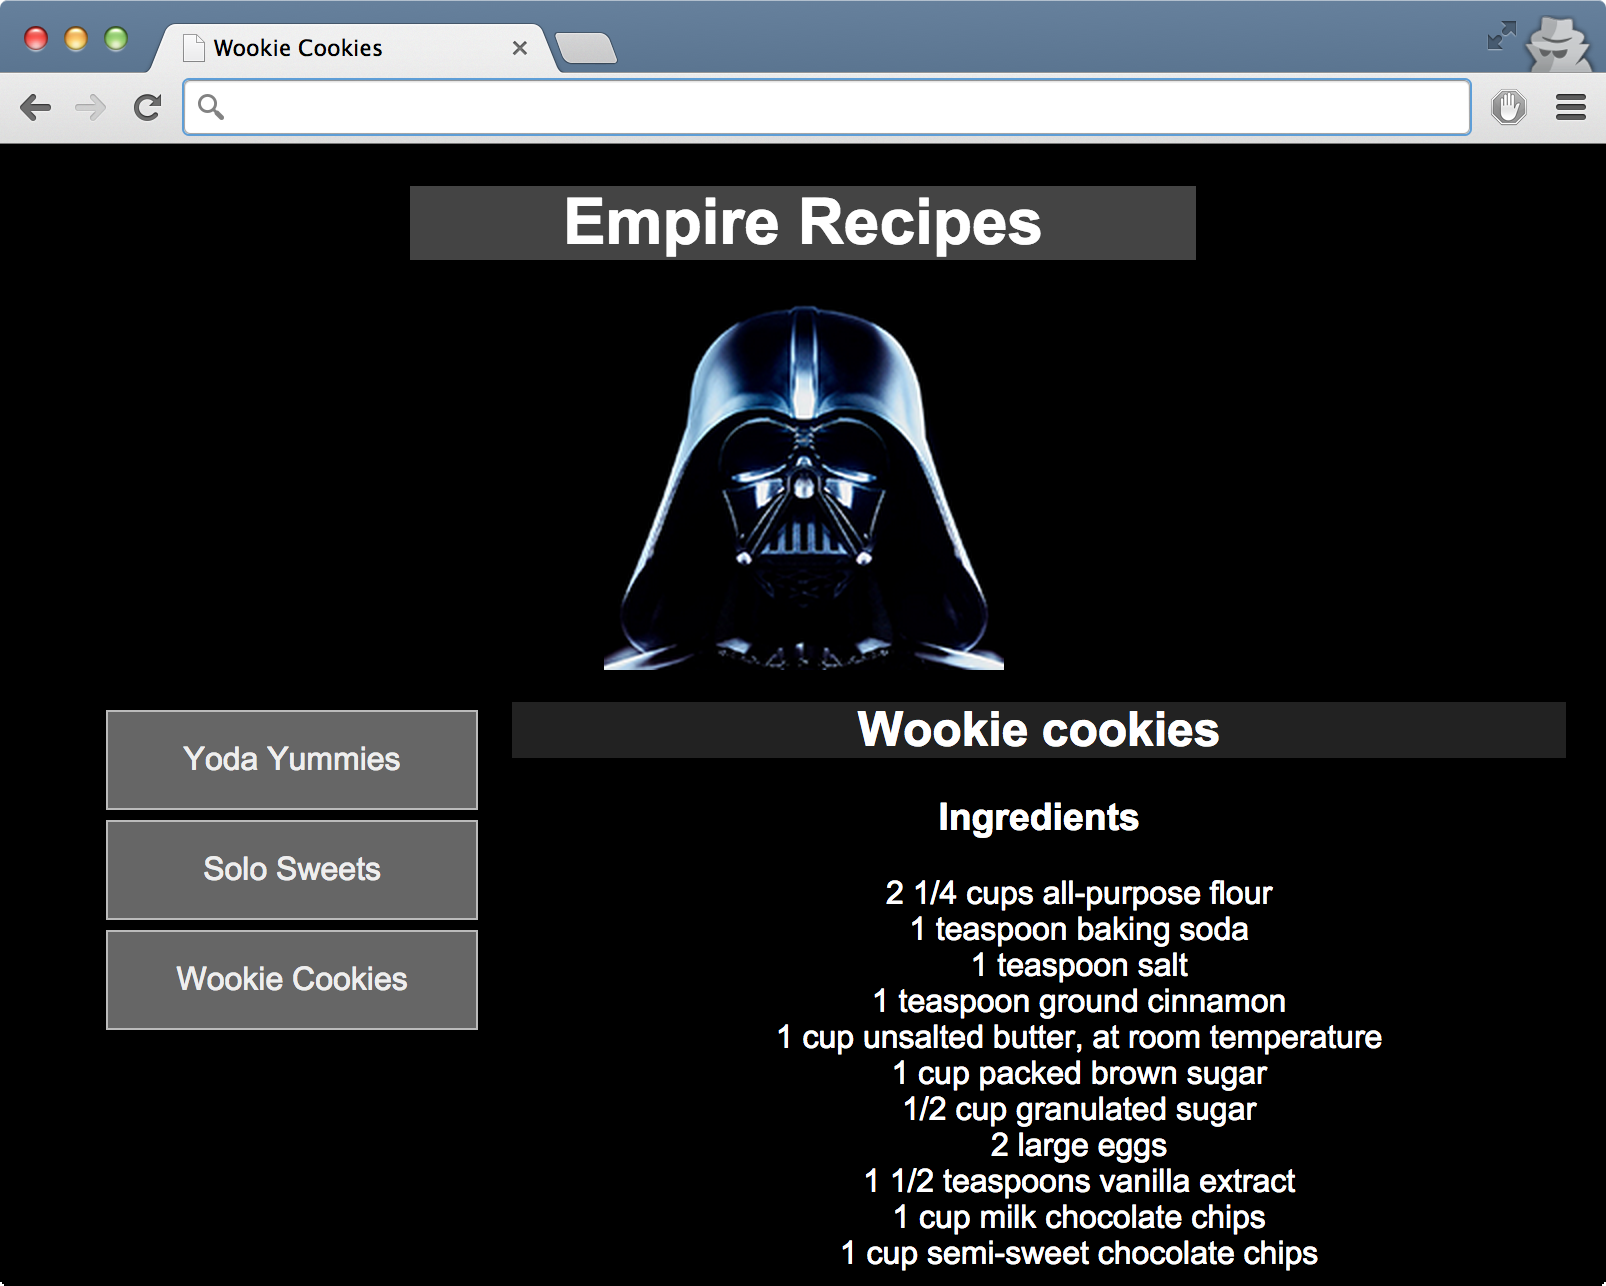 Wookie Cookies
Empire Recipes
Yoda Yummies
Solo Sweets
Wookie Cookies
Wookie cookies
Ingredients
2 1/4 cups all-purpose flour
1 teaspoon baking soda
1 teaspoon salt
1 teaspoon ground cinnamon
1 cup unsalted butter, at room temperature
1 cup packed brown sugar
1/2 cup granulated sugar
2 large eggs
1 1/2 teaspoons vanilla extract
1 cup milk chocolate chips
1 cup semi-sweet chocolate chips